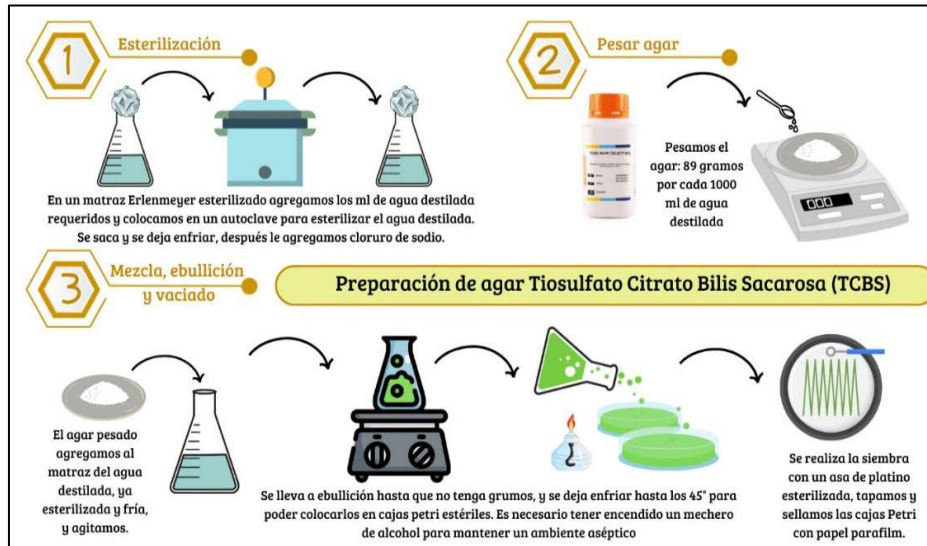 1
Esterilización
En un matraz Erlenmeyer esterilizado agregamos los ml de agua destilada
requeridos y colocamos en un autoclave para esterilizar el agua destilada.
Se saca y se deja enfriar, después le agregamos cloruro de sodio.
2
Pesar agar
Pesamos el
agar: 89 gramos
por cada 1000
ml de agua
destilada
000
3
Mezcla, ebullición
y vaciado
Preparación de agar Tiosulfato Citrato Bilis Sacarosa (TCBS)
El agar pesado
agregamos al
matraz del agua
destilada, ya
esterilizada y fría,
y agitamos.
Se lleva a ebullición hasta que no tenga grumos, y se deja enfriar hasta los 45° para
poder colocarlos en cajas petri estériles. Es necesario tener encendido un mechero
de alcohol para mantener un ambiente aséptico
Se realiza la siembra
con un asa de platino
esterilizada, tapamos y
sellamos las cajas Petri
con papel parafilm.